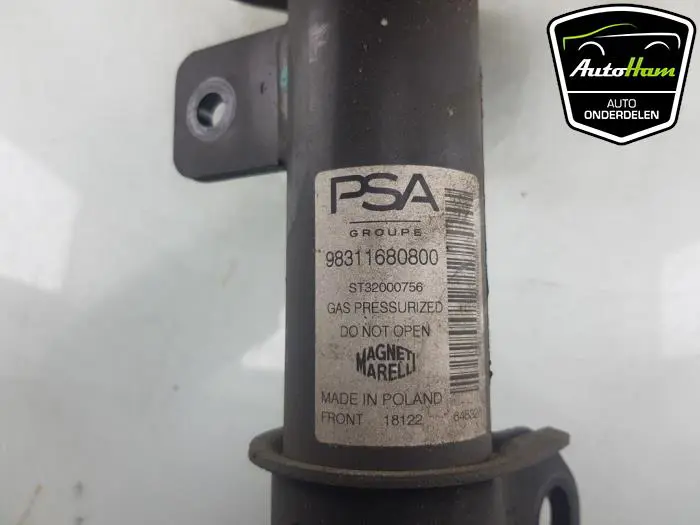 AutoHam
AUTO
ONDERDELEN
PSA
GROUPE
98311680800
ST32000756
GAS PRESSURIZED
DO NOT OPEN
MAGNETI
MARELLI
MADE IN POLAND
FRONT 18122